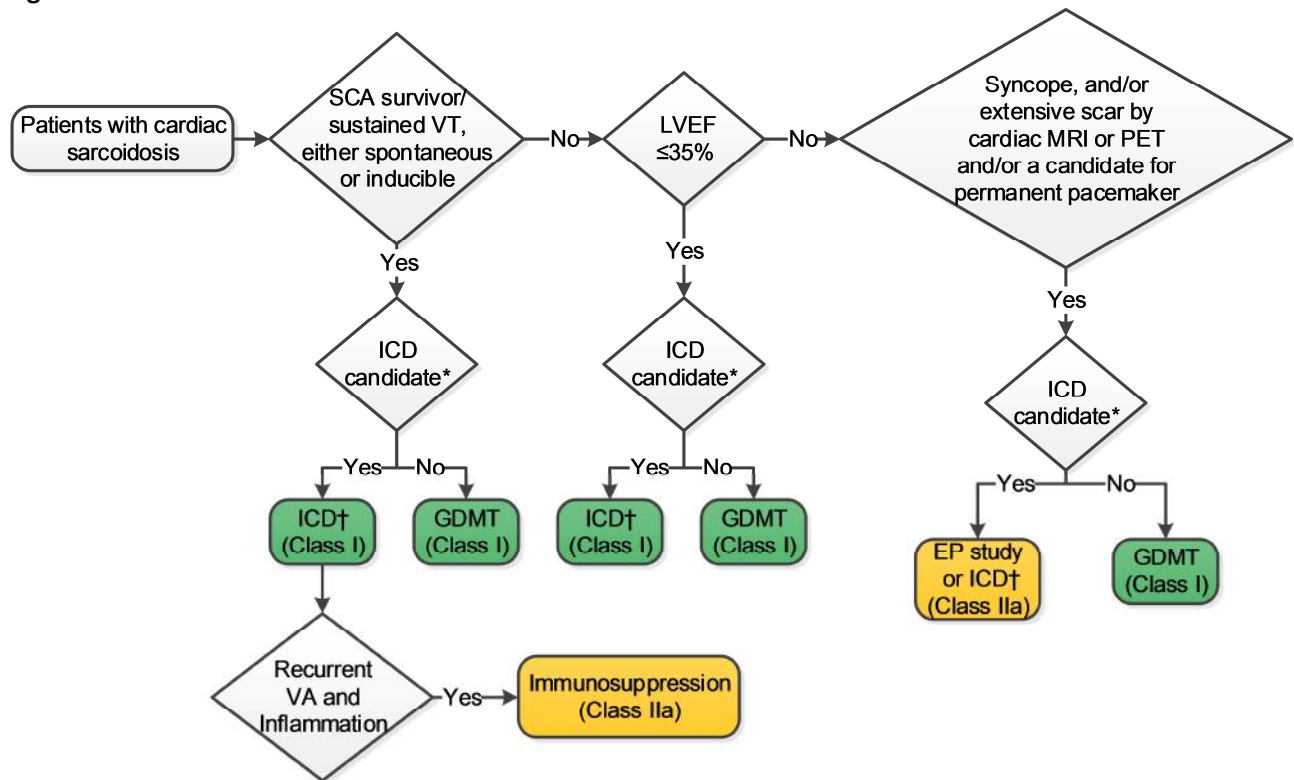 Patients with cardiac
sarcoidosis
SCA survivor/
sustained VT,
either spontaneous
or inducible
No
LVEF
≤35%
No
Syncope, and/or
extensive scar by
cardiac MRI or PET
and/or a candidate for
permanent pacemaker
Yes
Yes
Yes
ICD
candidate*
ICD
candidate*
ICD
candidate*
Yes
No
Yes
No
Yes
No
ICD†
(Class I)
GDMT
(Class I)
ICD†
(Class I)
GDMT
(Class I)
EP study
or ICD†
(Class IIa)
GDMT
(Class I)
Recurrent
VA and
Inflammation
Yes
Immunosuppression
(Class IIa)